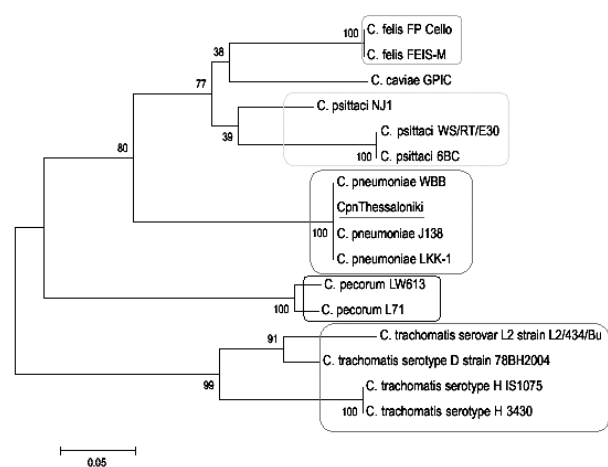 100
C. felis FP Cello
C. felis FEIS-M
38
C. caviae GPIC
77
C. psittaci NJ1
39
C. psittaci WS/RT/E30
100
C. psittaci 6BC
80
C. pneumoniae WBB
CpnThessaloniki
100
C. pneumoniae J138
C. pneumoniae LKK-1
C. pecorum LW613
100
C. pecorum L71
91
C. trachomatis serovar L2 strain L2/434/Bu
C. trachomatis serotype D strain 78BH2004
99
C. trachomatis serotype H IS1075
100
C. trachomatis serotype H 3430
0.05